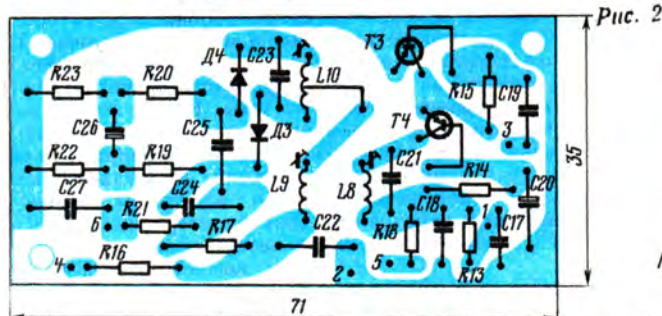 Рис. 2
R23
R20
Д4
C23
L10
T3
R15
C19
C26
C25
Д3
T4
3
R22
R19
C21
R14
C20
C27
C24
L9
L8
6
R21
R17
C22
R18
C18
1
C17
4
R16
2
5
R13
35
71